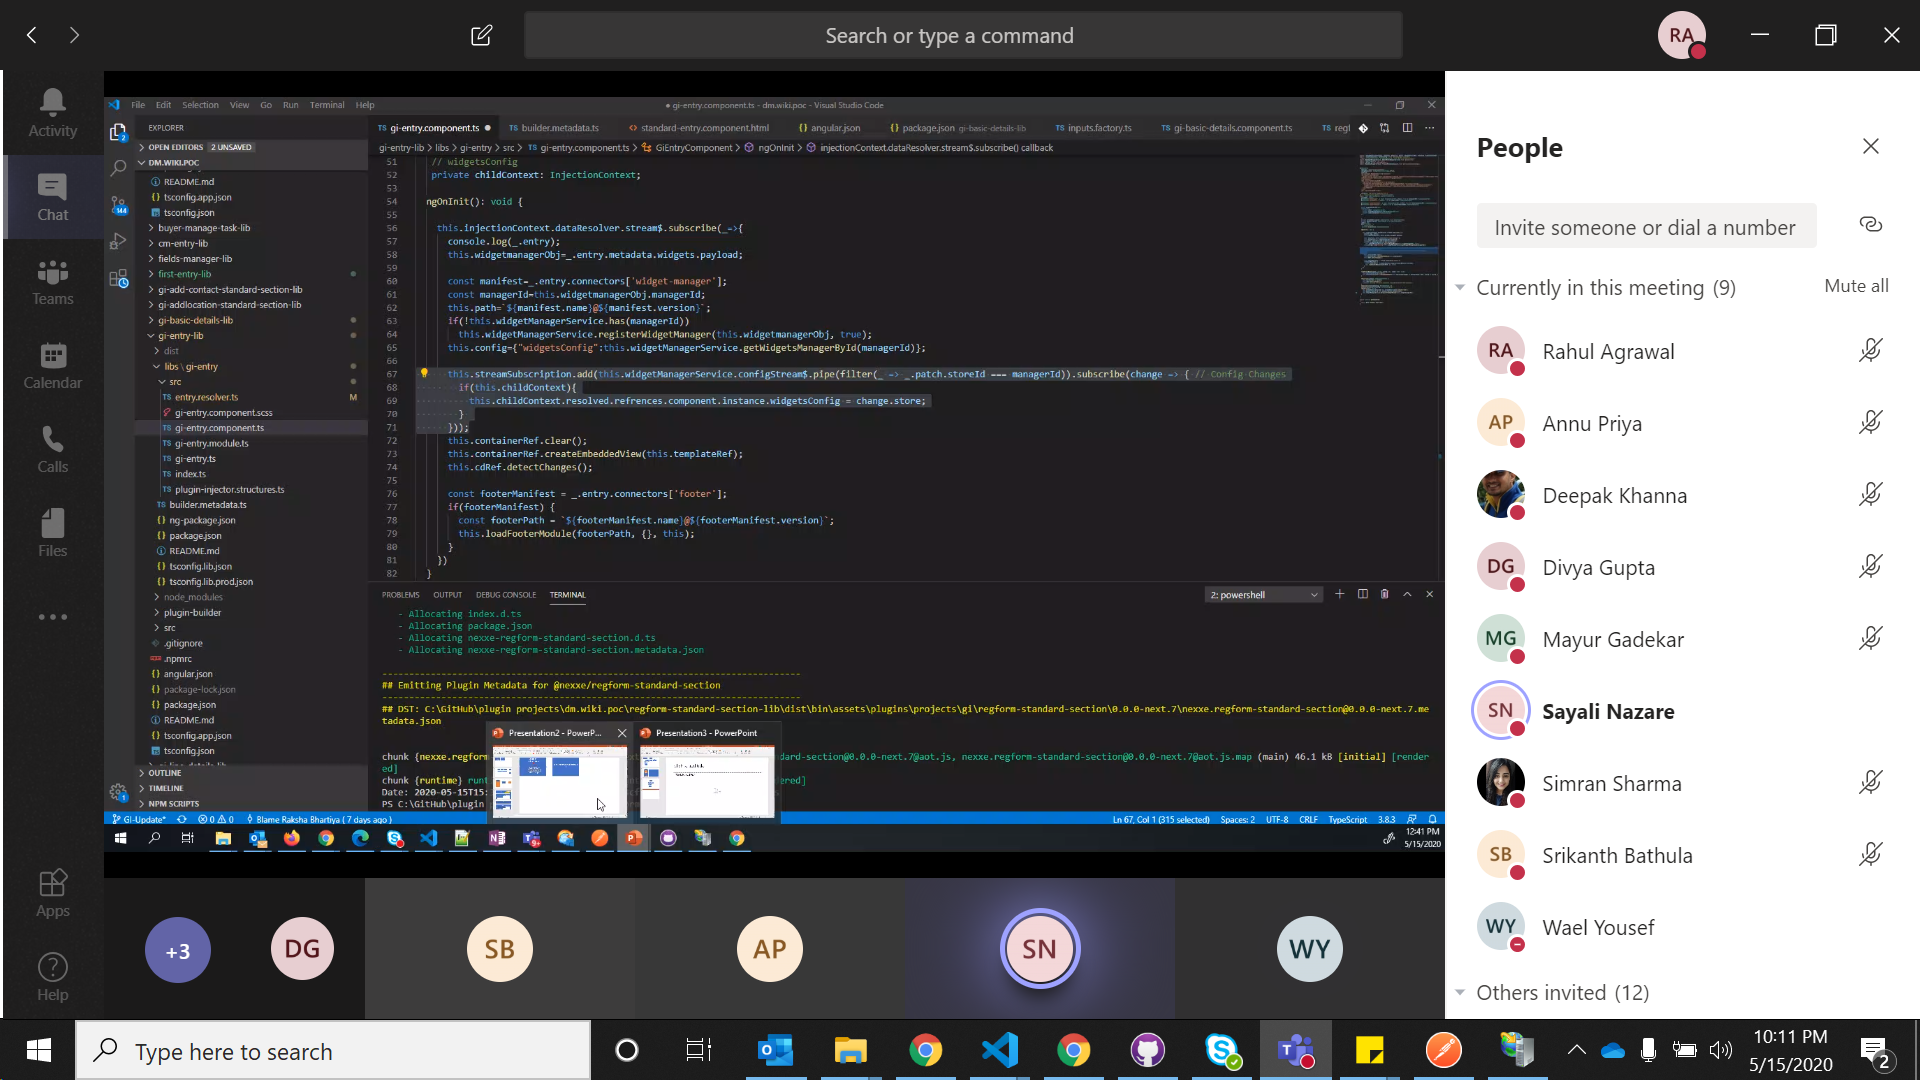 Search or type a command
RA
Activity
Chat
Teams
Calendar
Calls
Files
Apps
Help
File Edit Selection View Go Run Terminal Help
● gi-entry.component.ts - dm.wiki.poc - Visual Studio Code
EXPLORER
OPEN EDITORS 2 UNSAVED
DM.WIKI.POC
README.md
tsconfig.app.json
tsconfig.json
buyer-manage-task-lib
cm-entry-lib
fields-manager-lib
first-entry-lib
gi-add-contact-standard-section-lib
gi-addlocation-standard-section-lib
gi-basic-details-lib
gi-entry-lib
dist
libs \ gi-entry
src
entry.resolver.ts M
gi-entry.component.scss
gi-entry.component.ts
gi-entry.module.ts
gi-entry.ts
index.ts
plugin-injector.structures.ts
builder.metadata.ts
ng-package.json
package.json
README.md
tsconfig.lib.json
tsconfig.lib.prod.json
node_modules
plugin-builder
src
.gitignore
.npmrc
angular.json
package-lock.json
package.json
README.md
tsconfig.app.json
tsconfig.json
OUTLINE
TIMELINE
NPM SCRIPTS
TS gi-entry.component.ts ● TS builder.metadata.ts <> standard-entry.component.html {} angular.json {} package.json gi-basic-details-lib TS inputs.factory.ts TS gi-basic-details.component.ts TS regl
gi-entry-lib > libs > gi-entry > src > TS gi-entry.component.ts > GiEntryComponent > ngOnInit > injectionContext.dataResolver.stream$.subscribe() callback
51 // widgetsConfig
52 private childContext: InjectionContext;
53
54 ngOnInit(): void {
55
56 this.injectionContext.dataResolver.stream$.subscribe(_=>{
57 console.log(_.entry);
58 this.widgetmanagerObj=_.entry.metadata.widgets.payload;
59
60 const manifest=_.entry.connectors['widget-manager'];
61 const managerId=this.widgetmanagerObj.managerId;
62 this.path=`${manifest.name}@${manifest.version}`;
63 if(!this.widgetManagerService.has(managerId))
64 this.widgetManagerService.registerWidgetManager(this.widgetmanagerObj, true);
65 this.config={"widgetsConfig":this.widgetManagerService.getWidgetsManagerById(managerId)};
66
67 this.streamSubscription.add(this.widgetManagerService.configStream$.pipe(filter(_ => _.patch.storeId === managerId)).subscribe(change => { // Config Changes
68 if(this.childContext){
69 this.childContext.resolved.refrences.component.instance.widgetsConfig = change.store;
70 }
71 }));
72 this.containerRef.clear();
73 this.containerRef.createEmbeddedView(this.templateRef);
74 this.cdRef.detectChanges();
75
76 const footerManifest = _.entry.connectors['footer'];
77 if(footerManifest) {
78 const footerPath = `${footerManifest.name}@${footerManifest.version}`;
79 this.loadFooterModule(footerPath, {}, this);
80 }
81 })
82 }
PROBLEMS OUTPUT DEBUG CONSOLE TERMINAL
2: powershell
- Allocating index.d.ts
- Allocating package.json
- Allocating nexxe-regform-standard-section.d.ts
- Allocating nexxe-regform-standard-section.metadata.json
## Emitting Plugin Metadata for @nexxe/regform-standard-section
## DST: C:\GitHub\plugin projects\dm.wiki.poc\regform-standard-section-lib\dist\bin\assets\plugins\projects\gi\regform-standard-section\0.0.0-next.7\nexxe.regform-standard-section@0.0.0-next.7.me
tadata.json
chunk {nexxe.regform
dard-section@0.0.0-next.7@aot.js, nexxe.regform-standard-section@0.0.0-next.7@aot.js.map (main) 46.1 kB [initial] [render
ed]
chunk {runtime} runt
ered]
Date: 2020-05-15T15:
PS C:\GitHub\plugin
Presentation2 - PowerP...
Presentation3 - PowerPoint
GI-Update* 0 0 Blame Raksha Bhartiya ( 7 days ago )
Ln 67, Col 1 (315 selected) Spaces: 2 UTF-8 CRLF TypeScript 3.8.3
12:41 PM
5/15/2020
+3
DG
SB
AP
SN
WY
People
Invite someone or dial a number
Currently in this meeting (9)
Mute all
RA Rahul Agrawal
AP Annu Priya
Deepak Khanna
DG Divya Gupta
MG Mayur Gadekar
SN Sayali Nazare
Simran Sharma
SB Srikanth Bathula
WY Wael Yousef
Others invited (12)
Type here to search
10:11 PM
5/15/2020
2